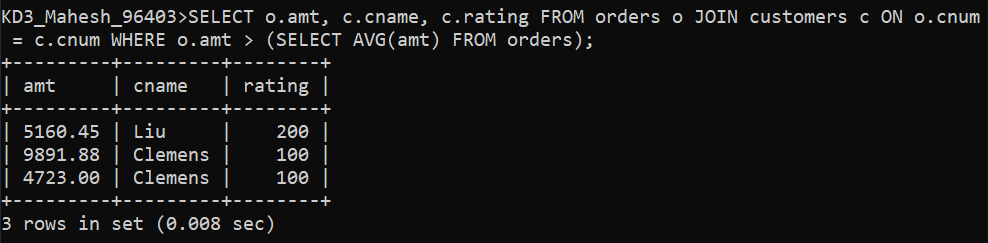 KD3_Mahesh_96403>SELECT o.amt, c.cname, c.rating FROM orders o JOIN customers c ON o.cnum
 = c.cnum WHERE o.amt > (SELECT AVG(amt) FROM orders);
+---------+---------+--------+
| amt     | cname   | rating |
+---------+---------+--------+
| 5160.45 | Liu     |    200 |
| 9891.88 | Clemens |    100 |
| 4723.00 | Clemens |    100 |
+---------+---------+--------+
3 rows in set (0.008 sec)